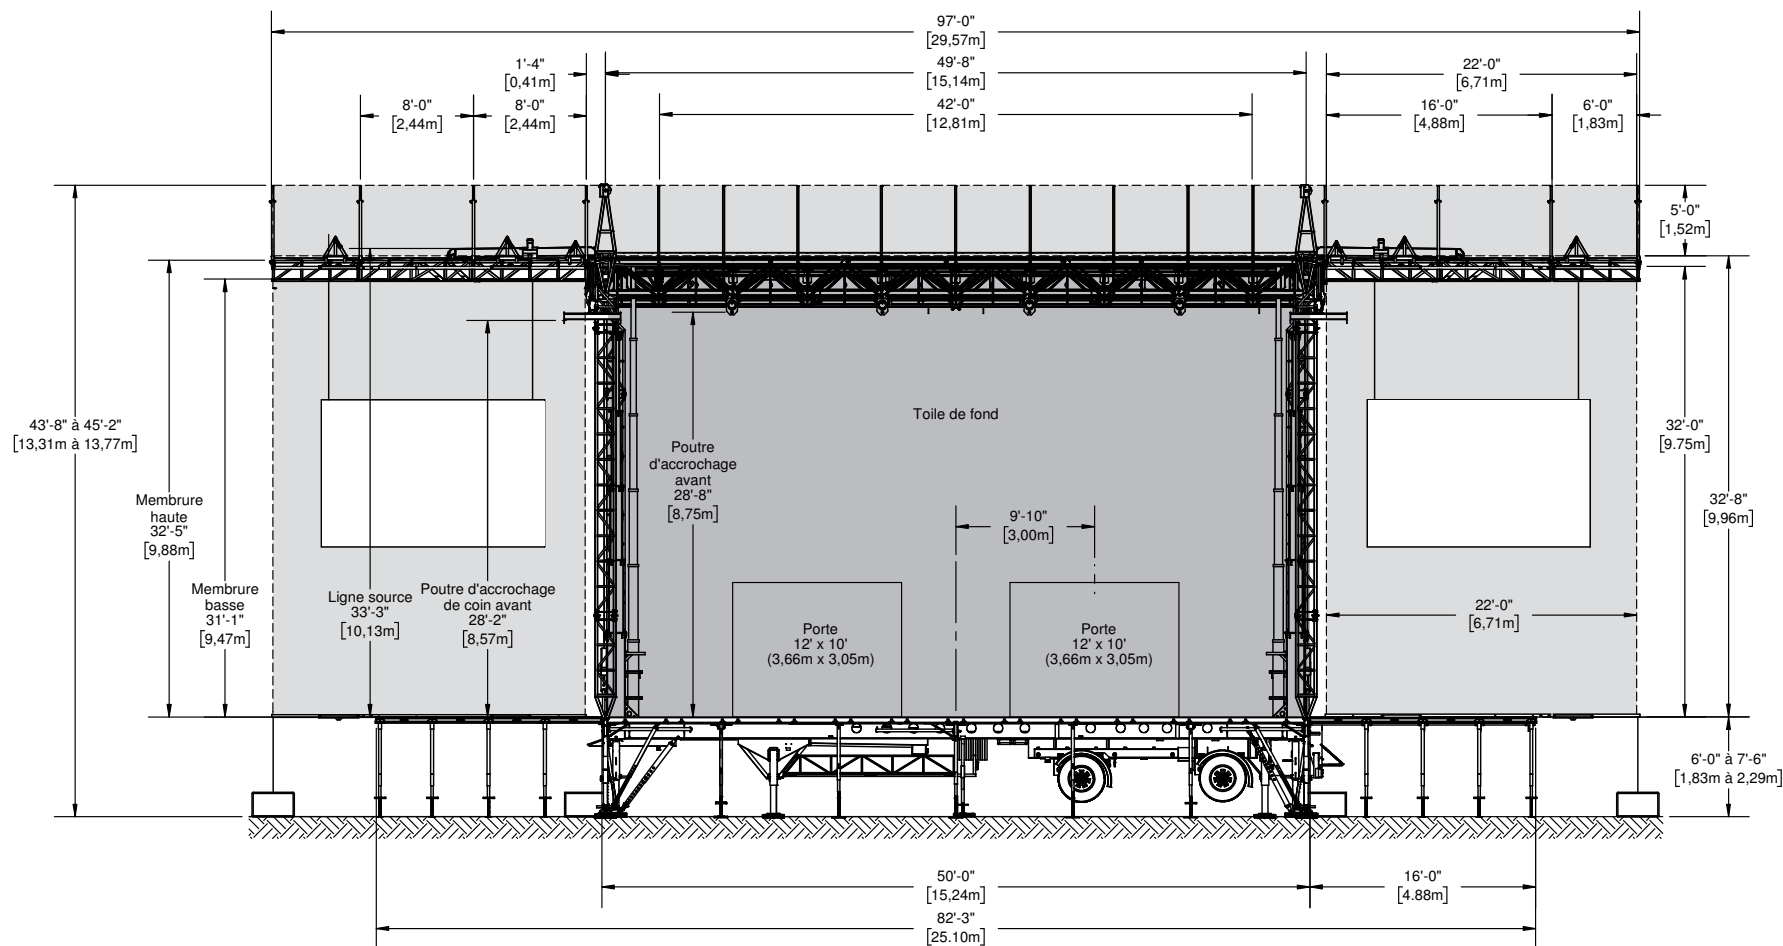 97'-0"
[29,57m]
1'-4"
[0,41m]
49'-8"
[15,14m]
22'-0"
[6,71m]
8'-0"
[2,44m]
8'-0"
[2,44m]
42'-0"
[12,81m]
16'-0"
[4,88m]
6'-0"
[1,83m]
5'-0"
[1,52m]
43'-8" à 45'-2"
[13,31m à 13,77m]
Toile de fond
32'-0"
[9.75m]
Poutre
d'accrochage
avant
28'-8"
[8,75m]
Membrure
haute
32'-5"
[9,88m]
32'-8"
[9,96m]
9'-10"
[3,00m]
Membrure
basse
31'-1"
[9,47m]
Ligne source
33'-3"
[10,13m]
Poutre d'accrochage
de coin avant
28'-2"
[8,57m]
22'-0"
[6,71m]
Porte
12' x 10'
(3,66m x 3,05m)
Porte
12' x 10'
(3,66m x 3,05m)
6'-0" à 7'-6"
[1,83m à 2,29m]
50'-0"
[15,24m]
16'-0"
[4.88m]
82'-3"
[25.10m]